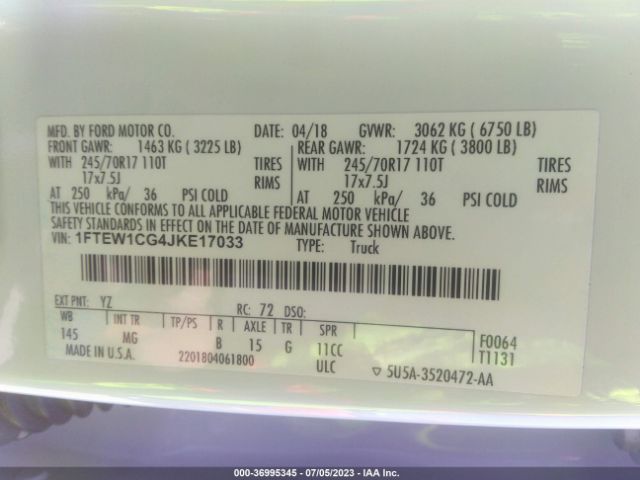 MFD. BY FORD MOTOR CO. DATE: 04/18 GVWR: 3062 KG ( 6750 LB)
FRONT GAWR: 1463 KG ( 3225 LB) REAR GAWR: 1724 KG ( 3800 LB)
WITH 245/70R17 110T TIRES WITH 245/70R17 110T TIRES
17x7.5J RIMS 17x7.5J RIMS
AT 250 kPa/ 36 PSI COLD AT 250 kPa/ 36 PSI COLD
THIS VEHICLE CONFORMS TO ALL APPLICABLE FEDERAL MOTOR VEHICLE
SAFETY STANDARDS IN EFFECT ON THE DATE OF MANUFACTURE SHOWN ABOVE.
VIN: 1FTEW1CG4JKE17033 TYPE: Truck
EXT PNT: YZ RC: 72 DSO:
WB INT TR TP/PS R AXLE TR SPR
145 MG B 15 G 11CC F0064
ULC T1131
MADE IN U.S.A. 2201804061800 ▽ 5U5A-3520472-AA
000-36995345 - 07/05/2023 - IAA Inc.